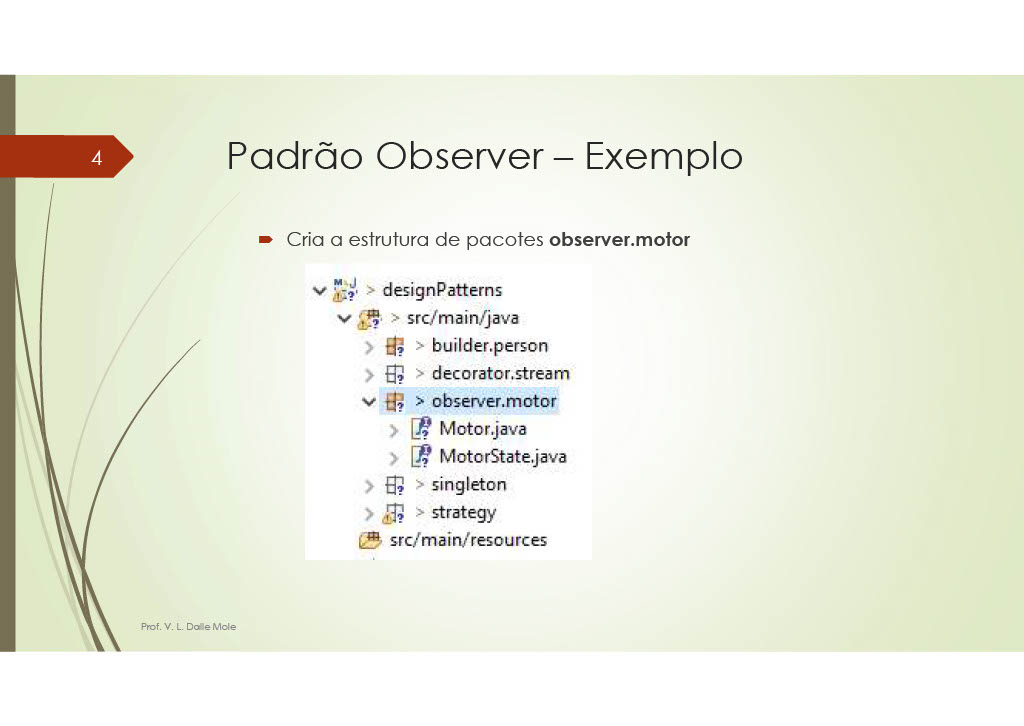 4
Padrão Observer – Exemplo
Cria a estrutura de pacotes observer.motor
> designPatterns
> src/main/java
> builder.person
> decorator.stream
> observer.motor
Motor.java
MotorState.java
> singleton
> strategy
src/main/resources
Prof. V. L. Dalle Mole